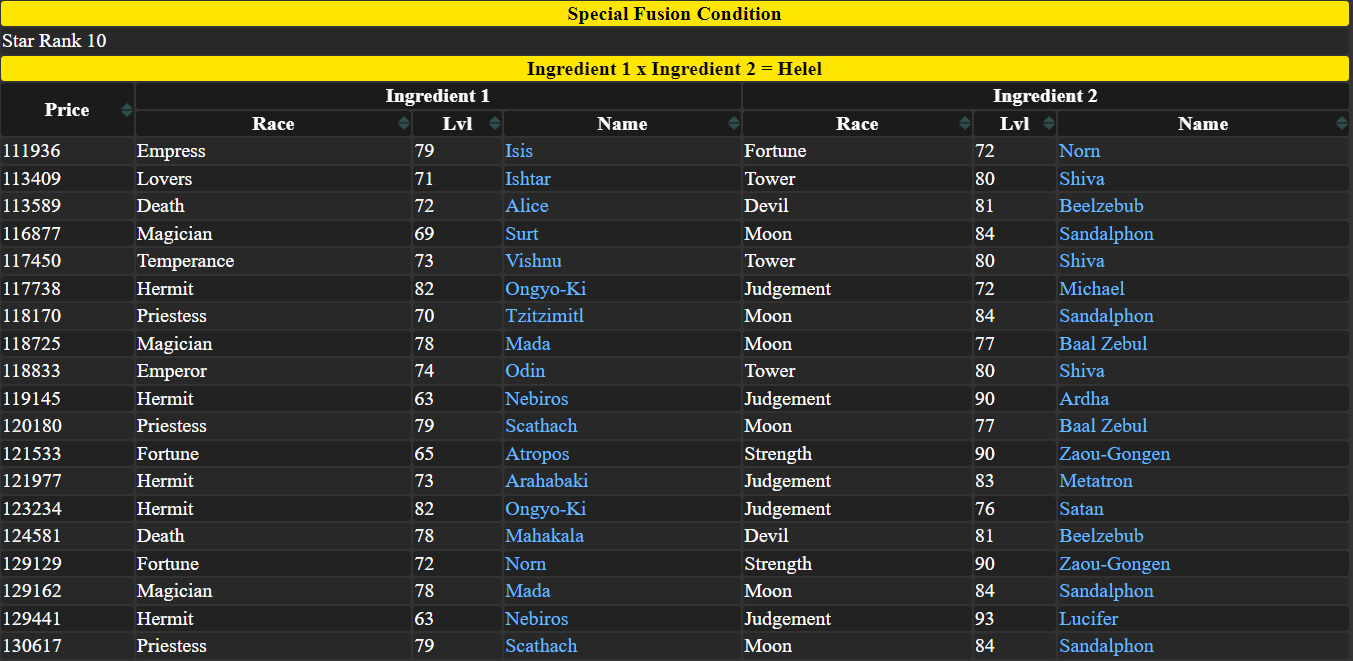 Special Fusion Condition
Star Rank 10
Ingredient 1 x Ingredient 2 = Helel
Price Ingredient 1 Ingredient 2
Race Lvl Name Race Lvl Name
111936 Empress 79 Isis Fortune 72 Norn
113409 Lovers 71 Ishtar Tower 80 Shiva
113589 Death 72 Alice Devil 81 Beelzebub
116877 Magician 69 Surt Moon 84 Sandalphon
117450 Temperance 73 Vishnu Tower 80 Shiva
117738 Hermit 82 Ongyo-Ki Judgement 72 Michael
118170 Priestess 70 Tzitzimitl Moon 84 Sandalphon
118725 Magician 78 Mada Moon 77 Baal Zebul
118833 Emperor 74 Odin Tower 80 Shiva
119145 Hermit 63 Nebiros Judgement 90 Ardha
120180 Priestess 79 Scathach Moon 77 Baal Zebul
121533 Fortune 65 Atropos Strength 90 Zaou-Gongen
121977 Hermit 73 Arahabaki Judgement 83 Metatron
123234 Hermit 82 Ongyo-Ki Judgement 76 Satan
124581 Death 78 Mahakala Devil 81 Beelzebub
129129 Fortune 72 Norn Strength 90 Zaou-Gongen
129162 Magician 78 Mada Moon 84 Sandalphon
129441 Hermit 63 Nebiros Judgement 93 Lucifer
130617 Priestess 79 Scathach Moon 84 Sandalphon